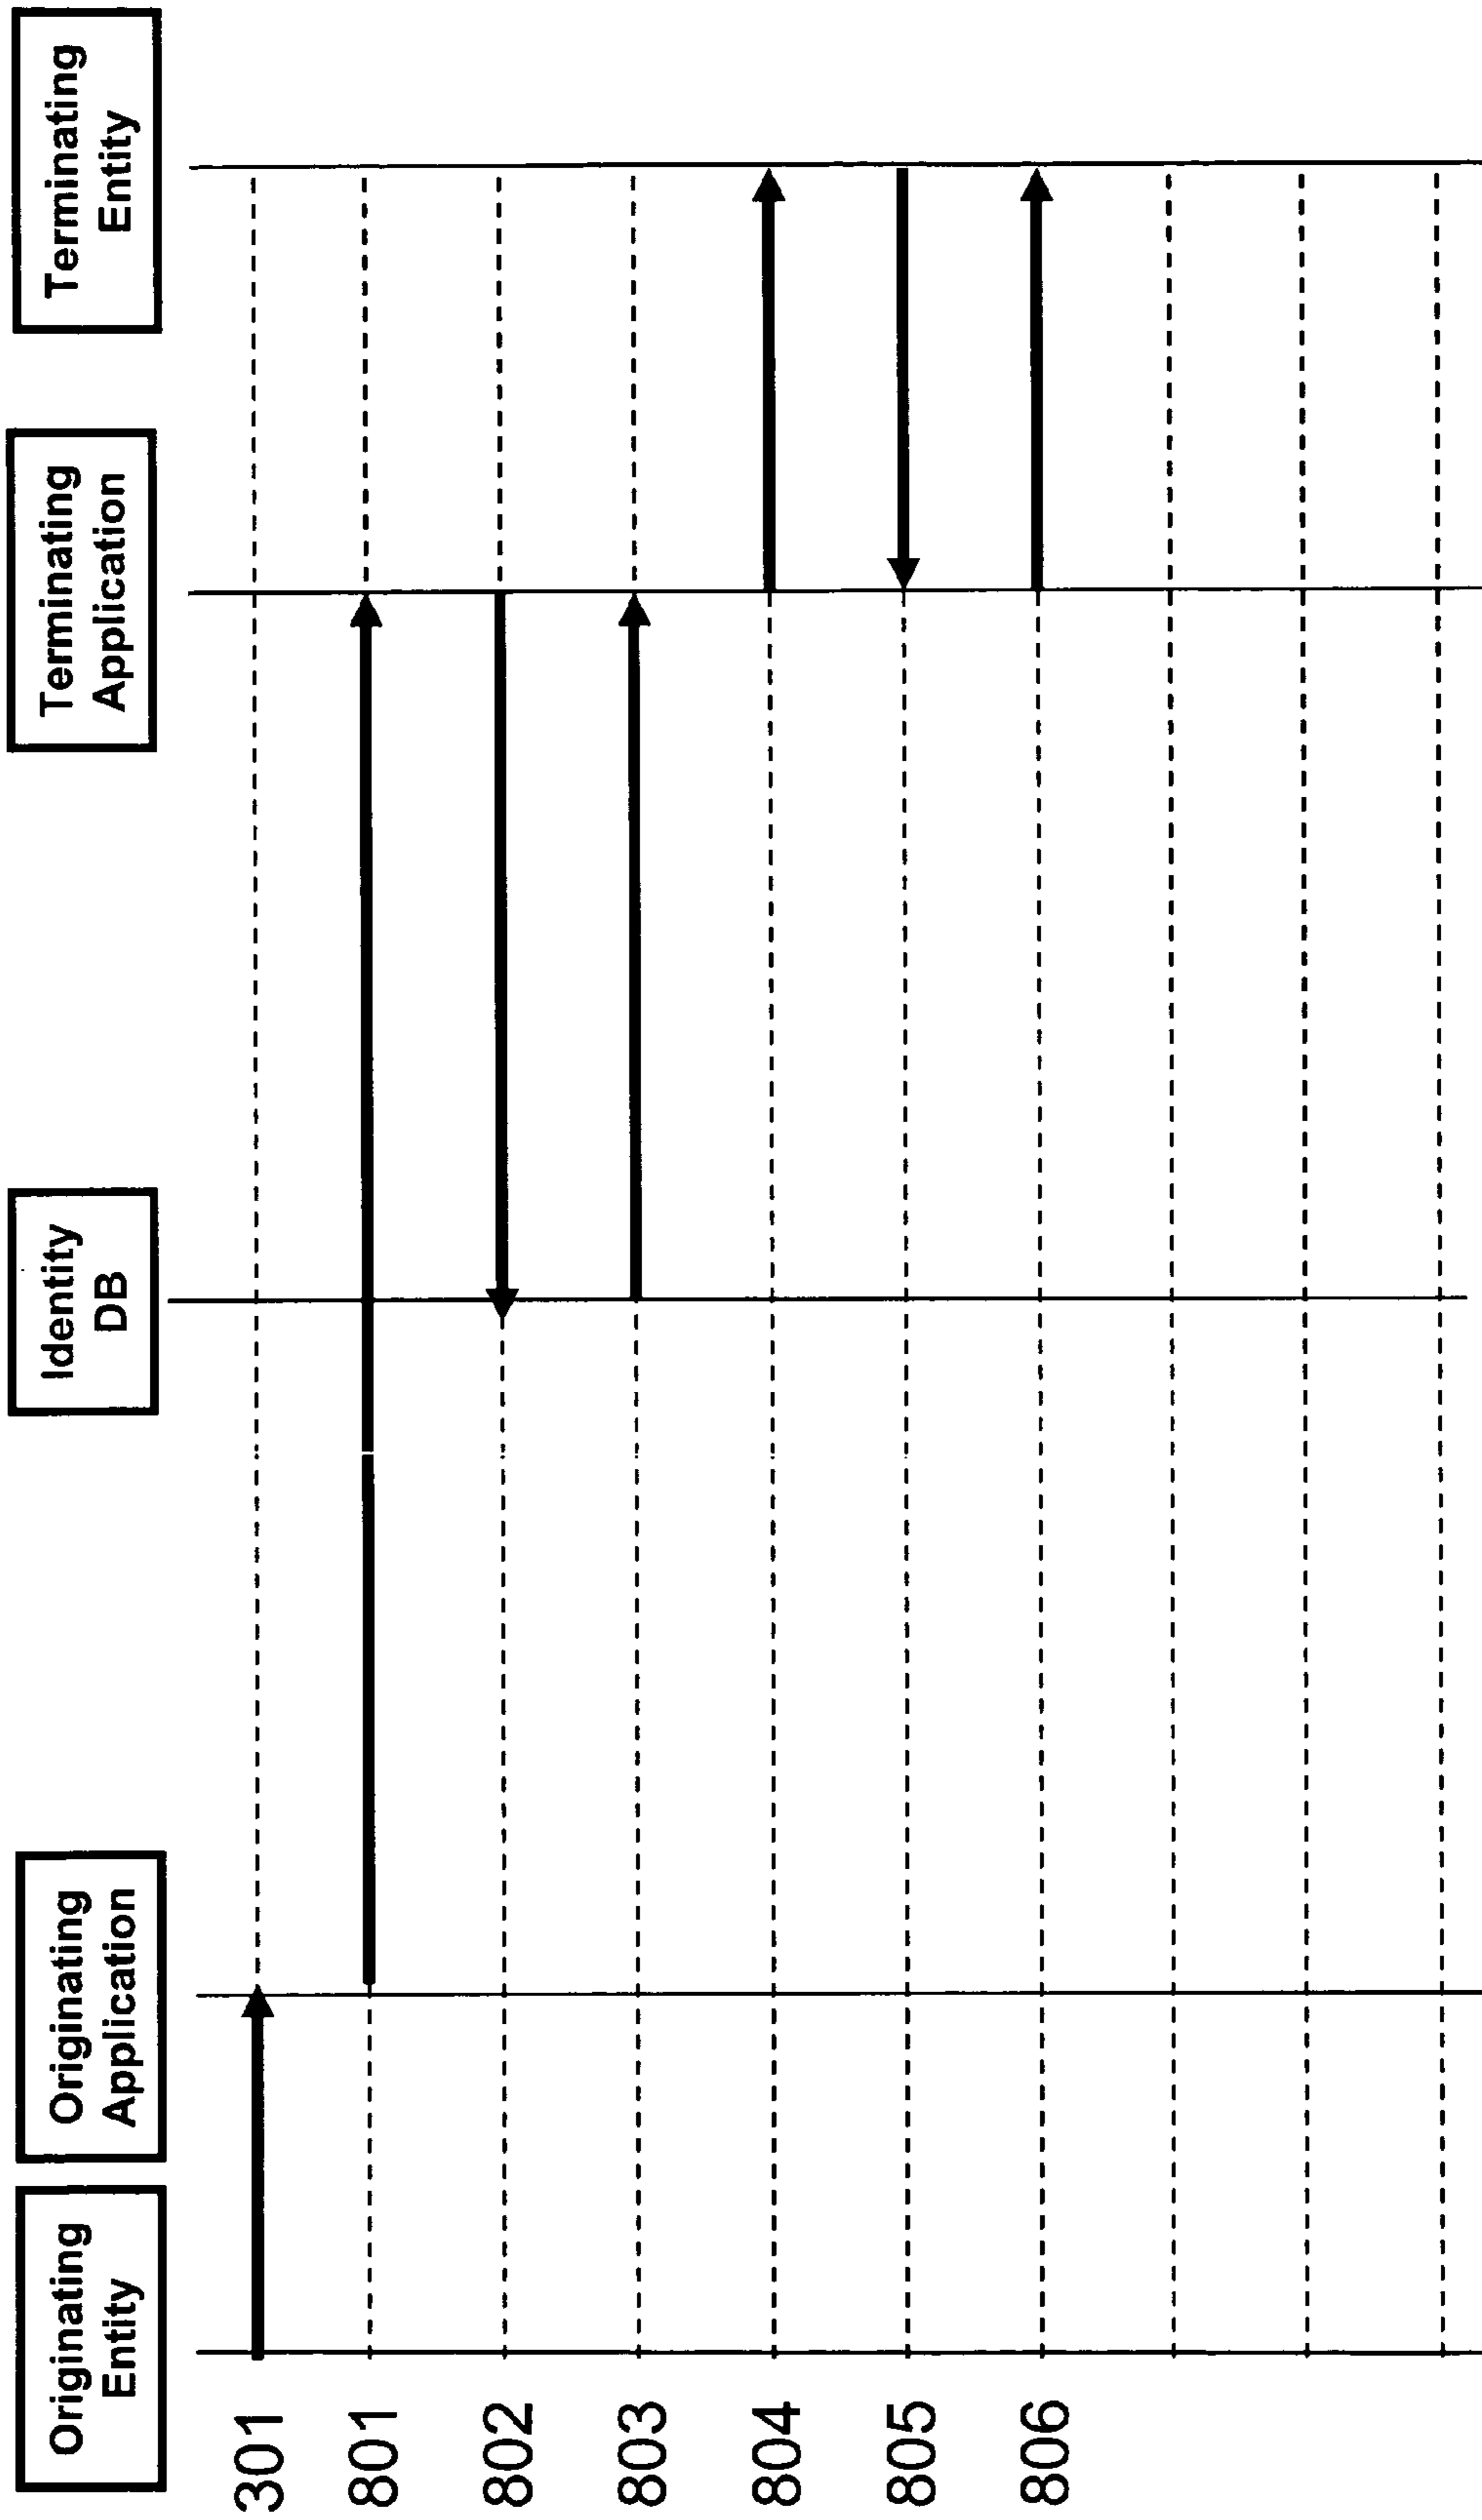 Originating
Entity
Originating
Application
Identity
DB
Terminating
Application
Terminating
Entity
301
801
802
803
804
805
806